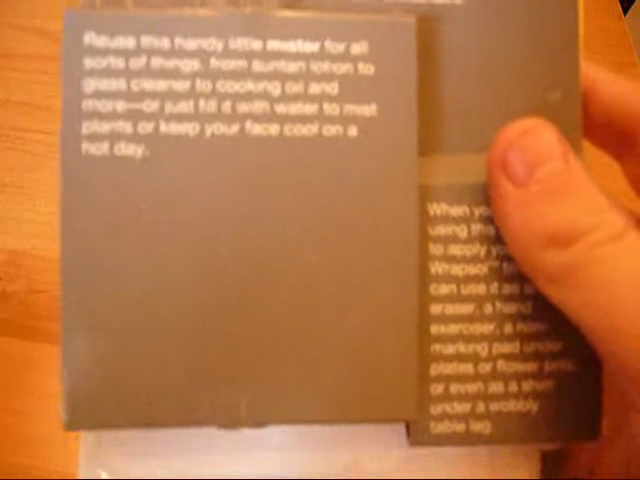 Reuse this handy little mister for all
sorts of things, from suntan lotion to
glass cleaner to cooking oil and
more—or just fill it with water to mist
plants or keep your face cool on a
hot day.
When
using this
to apply
Wrapsol™
can use it as
eraser, a hand
exerciser, a
marking pad under
plates or flower pots,
or even as a shim
under a wobbly
table leg.